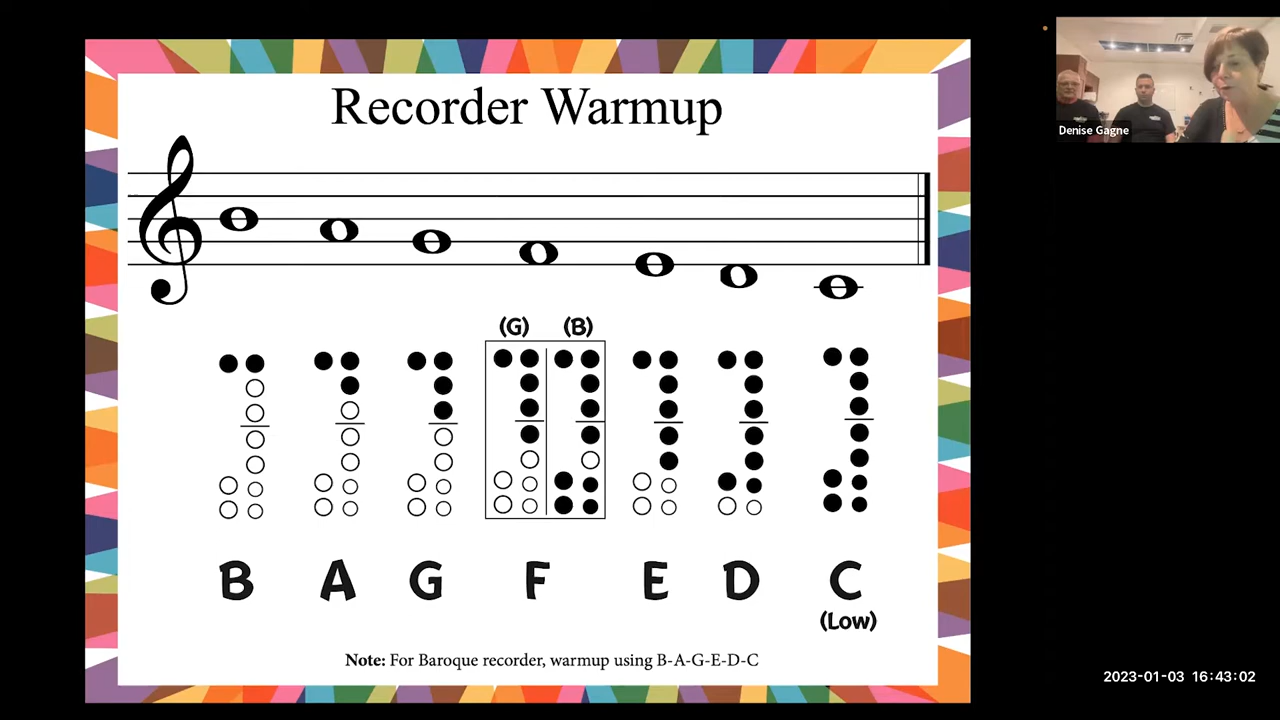 Recorder Warmup
Denise Gagne
(G) (B)
B A G F E D C
(Low)
Note: For Baroque recorder, warmup using B-A-G-E-D-C
2023-01-03 16:43:02